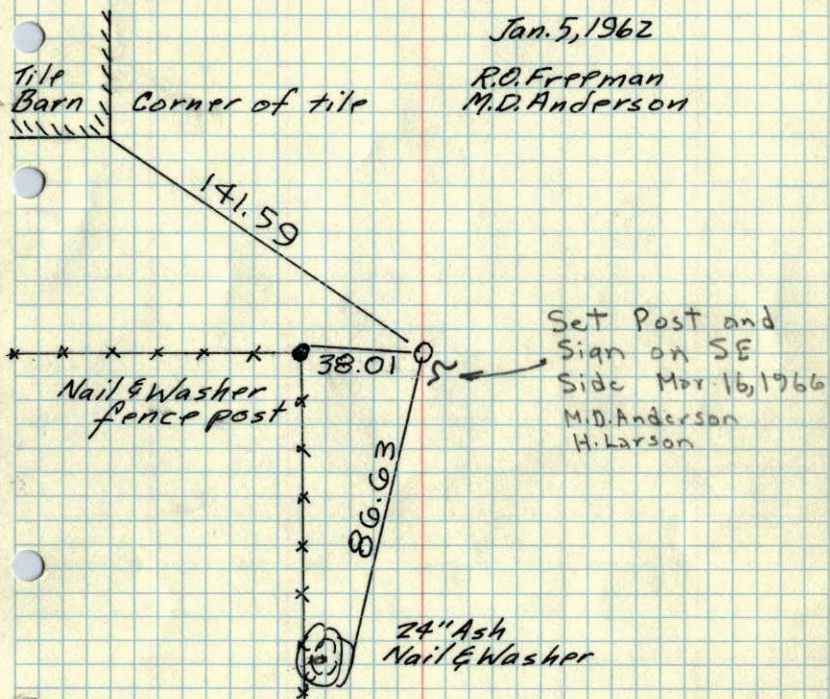 Jan. 5, 1962
Tile
Barn
Corner of tile
R.O. Freeman
M.D. Anderson
141.59
38.01
Set Post and
Sign on SE
Side Mar. 16, 1966
M.D. Anderson
H. Larson
Nail & Washer
fence post
86.63
24" Ash
Nail & Washer